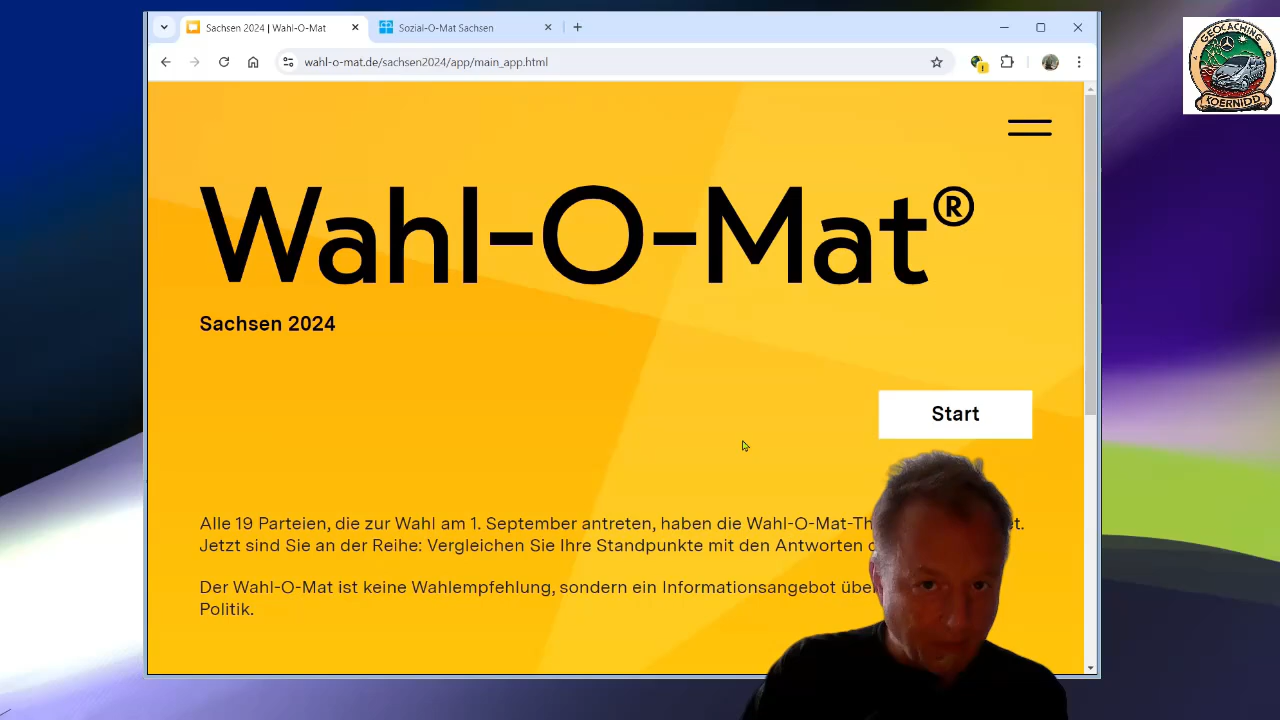 Sachsen 2024 | Wahl-O-Mat
Sozial-O-Mat Sachsen
wahl-o-mat.de/sachsen2024/app/main_app.html
GEOCACHING
KOERNIDD
Wahl-O-Mat®
Sachsen 2024
Start
Alle 19 Parteien, die zur Wahl am 1. September antreten, haben die Wahl-O-Mat-Th
Jetzt sind Sie an der Reihe: Vergleichen Sie Ihre Standpunkte mit den Antworten
Der Wahl-O-Mat ist keine Wahlempfehlung, sondern ein Informationsangebot über
Politik.